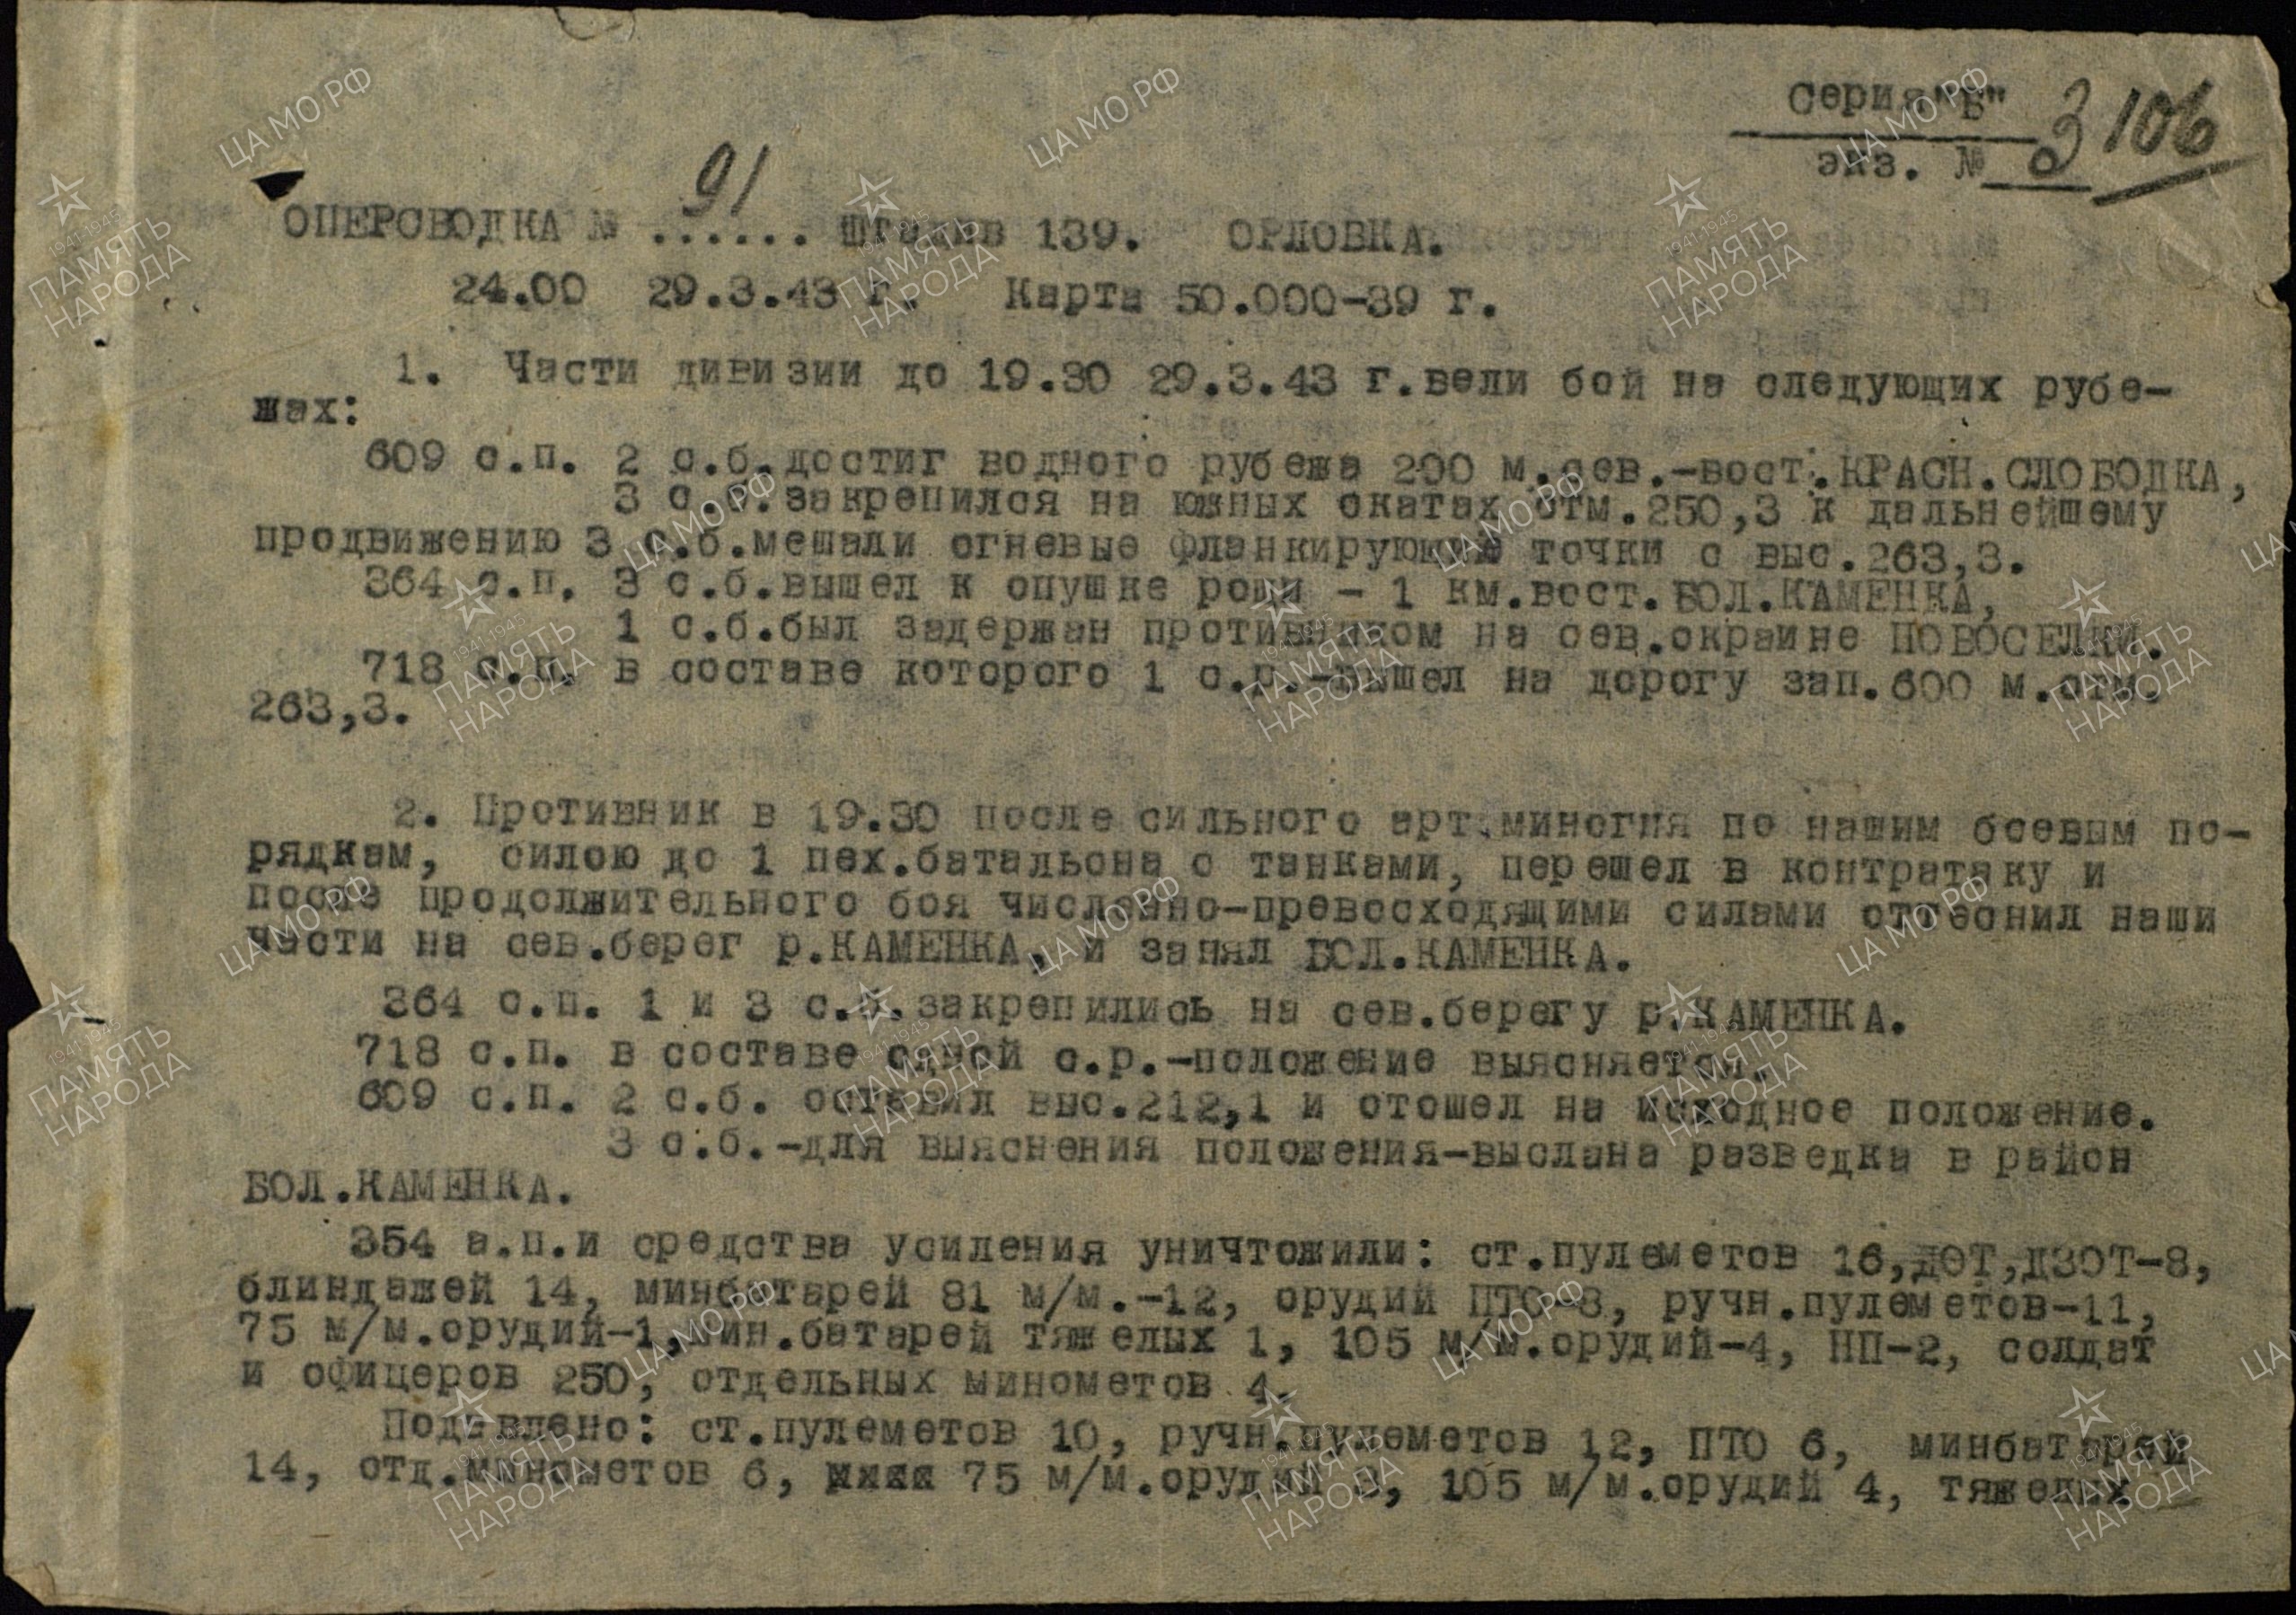 Серия "Б"
экз. № 3 106
ОПЕРСВОДКА № 91 ...... Штадив 139. ОРЛОВКА.
24.00 29.3.43 г. Карта 50.000-39 г.
1. Части дивизии до 19.30 29.3.43 г.вели бой на следующих рубе-
жах:
609 с.п. 2 с.б.достиг водного рубежа 200 м.сев.-вост.КРАСН.СЛОБОДКА,
3 с.б.закрепился на южных скатах отм.250,3 к дальнейшему
продвижению 3 с.б.мешали огневые фланкирующие точки с выс.263,3.
364 с.п. 3 с.б.вышел к опушке рощи - 1 км.вост.БОЛ.КАМЕНКА,
1 с.б.был задержан противником на сев.окраине НОВОСЕЛКИ.
718 с.п. в составе которого 1 с.р.-вышел на дорогу зап.600 м.отм.
263,3.
2. Противник в 19.30 после сильного арт.миногня по нашим боевым по-
рядкам, силою до 1 пех.батальона с танками, перешел в контратаку и
после продолжительного боя численно-превосходящими силами оттеснил наши
части на сев.берег р.КАМЕНКА, и занял БОЛ.КАМЕНКА.
364 с.п. 1 и 3 с.б.закрепились на сев.берегу р.КАМЕНКА.
718 с.п. в составе одной с.р.-положение выясняется.
609 с.п. 2 с.б. оставил выс.212,1 и отошел на исходное положение.
3 с.б.-для выяснения положения-выслана разведка в район
БОЛ.КАМЕНКА.
354 а.п.и средства усиления уничтожили: ст.пулеметов 16,ДОТ,ДЗОТ-8,
блиндажей 14, минбатарей 81 м/м.-12, орудий ПТО-8, ручн.пулеметов-11,
75 м/м.орудий-1,мин.батарей тяжелых 1, 105 м/м.орудий-4, НП-2, солдат
и офицеров 250, отдельных минометов 4.
Подавлено: ст.пулеметов 10, ручн.пулеметов 12, ПТО 6, минбатарей
14, отд.минометов 6, 75 м/м.орудий 3, 105 м/м.орудий 4, тяжелых